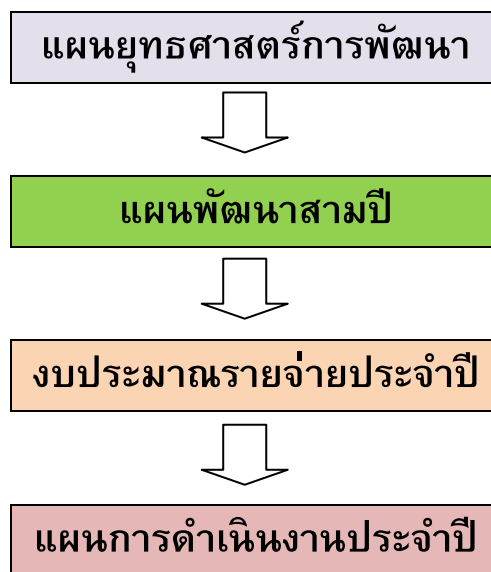 แผนยุทธศาสตร์การพัฒนา
แผนพัฒนาสามปี
งบประมาณรายจ่ายประจำปี
แผนการดำเนินงานประจำปี